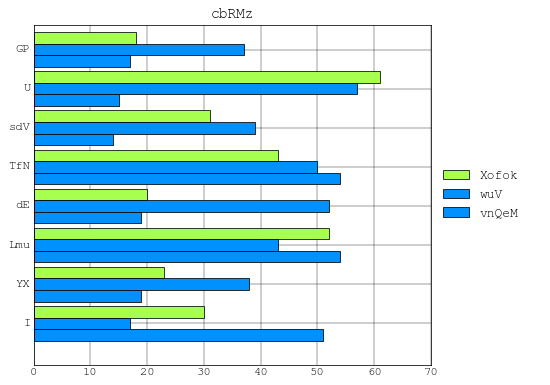 cbRMz
GP
U
sdV
TfN
dE
Lmu
YX
I
0 10 20 30 40 50 60 70
Xofok
wuV
vnQeM